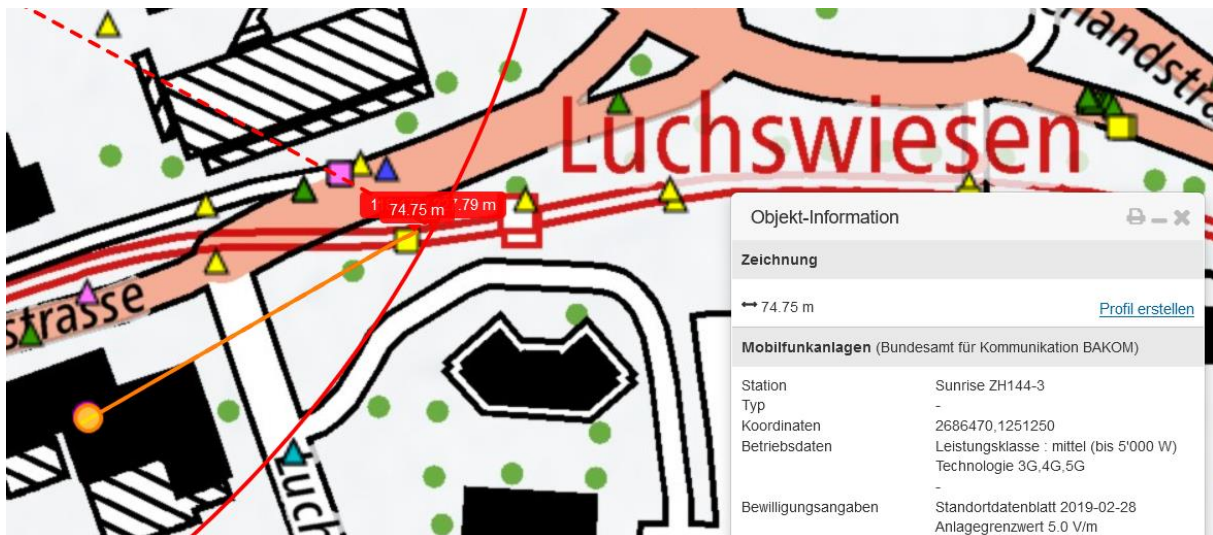 Luchswiesen
strasse
74.75 m
7.79 m
Luch
Objekt-Information
Zeichnung
74.75 m
Profil erstellen
Mobilfunkanlagen (Bundesamt für Kommunikation BAKOM)
Station Sunrise ZH144-3
Typ -
Koordinaten 2686470,1251250
Betriebsdaten Leistungsklasse : mittel (bis 5'000 W)
Technologie 3G,4G,5G
-
Bewilligungsangaben Standortdatenblatt 2019-02-28
Anlagegrenzwert 5.0 V/m